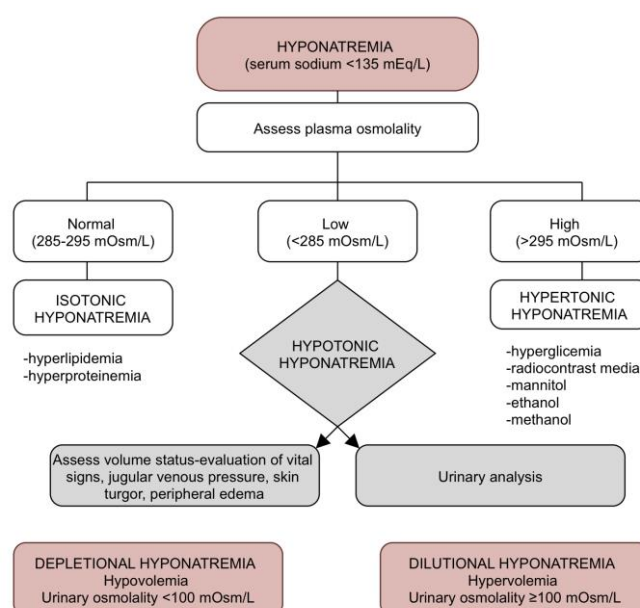 HYPONATREMIA
(serum sodium <135 mEq/L)
Assess plasma osmolality
Normal
(285-295 mOsm/L)
Low
(<285 mOsm/L)
High
(>295 mOsm/L)
ISOTONIC
HYPONATREMIA
HYPOTONIC
HYPONATREMIA
HYPERTONIC
HYPONATREMIA
-hyperlipidemia
-hyperproteinemia
-hyperglicemia
-radiocontrast media
-mannitol
-ethanol
-methanol
Assess volume status-evaluation of vital
signs, jugular venous pressure, skin
turgor, peripheral edema
Urinary analysis
DEPLETIONAL HYPONATREMIA
Hypovolemia
Urinary osmolality <100 mOsm/L
DILUTIONAL HYPONATREMIA
Hypervolemia
Urinary osmolality ≥100 mOsm/L